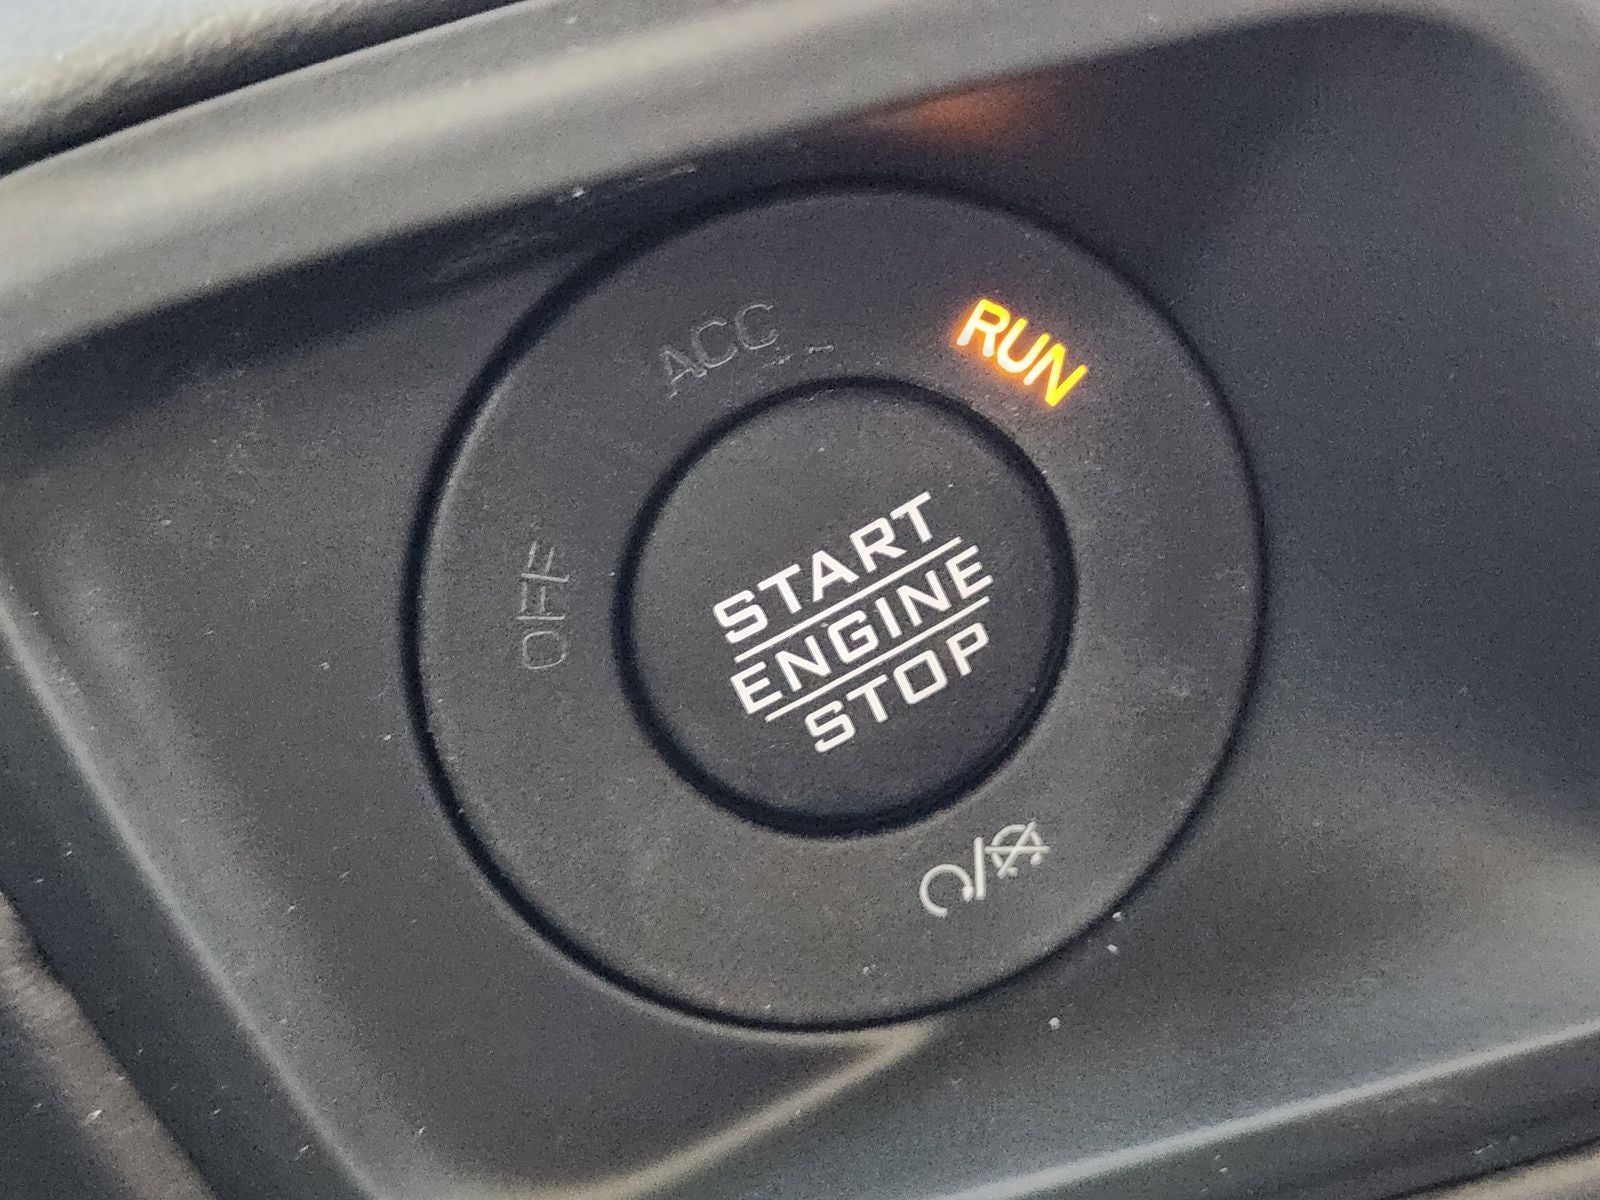 ACC
RUN
OFF
START
ENGINE
STOP